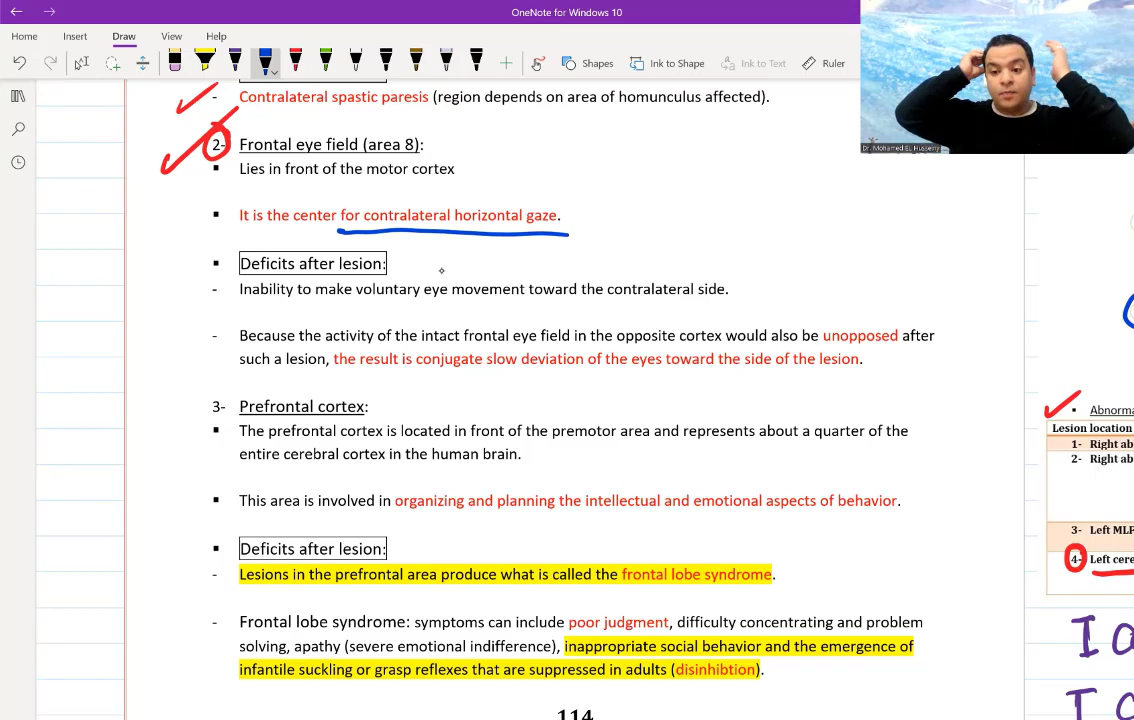 OneNote for Windows 10
Home Insert Draw View Help
Shapes Ink to Shape Ink to Text Ruler
Dr. Mohamed EL Husseiny
- Contralateral spastic paresis (region depends on area of homunculus affected).
2- Frontal eye field (area 8):
▪ Lies in front of the motor cortex
▪ It is the center for contralateral horizontal gaze.
▪ Deficits after lesion:
- Inability to make voluntary eye movement toward the contralateral side.
- Because the activity of the intact frontal eye field in the opposite cortex would also be unopposed after
such a lesion, the result is conjugate slow deviation of the eyes toward the side of the lesion.
3- Prefrontal cortex:
▪ The prefrontal cortex is located in front of the premotor area and represents about a quarter of the
entire cerebral cortex in the human brain.
▪ This area is involved in organizing and planning the intellectual and emotional aspects of behavior.
▪ Deficits after lesion:
- Lesions in the prefrontal area produce what is called the frontal lobe syndrome.
- Frontal lobe syndrome: symptoms can include poor judgment, difficulty concentrating and problem
solving, apathy (severe emotional indifference), inappropriate social behavior and the emergence of
infantile suckling or grasp reflexes that are suppressed in adults (disinhibtion).
114
▪ Abnorma
Lesion location
1- Right ab
2- Right ab
3- Left MLF
4- Left cere
I
I